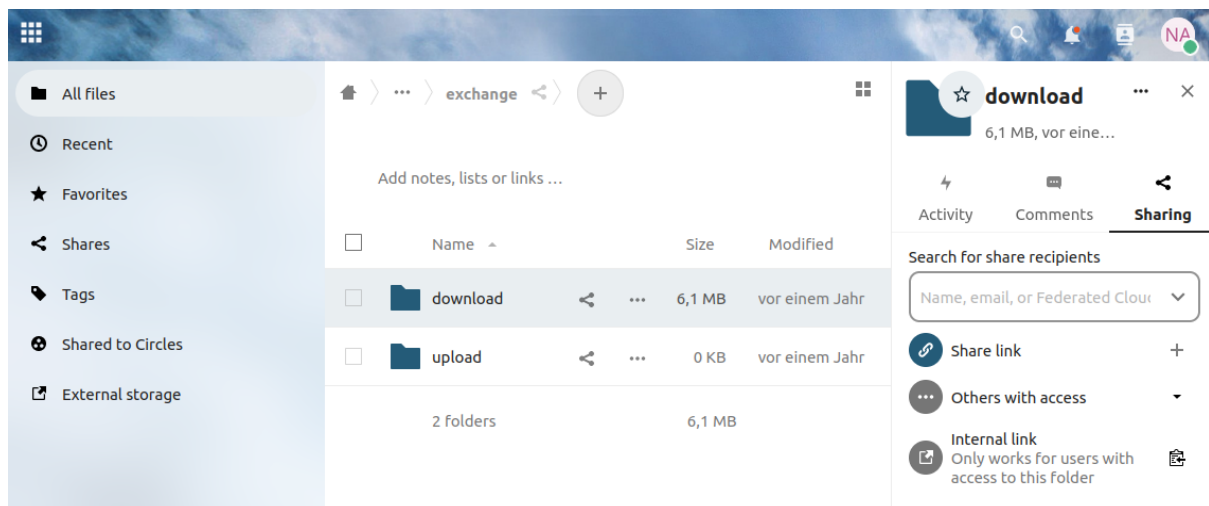 NA
All files
Recent
Favorites
Shares
Tags
Shared to Circles
External storage
exchange
Add notes, lists or links ...
Name Size Modified
download 6,1 MB vor einem Jahr
upload 0 KB vor einem Jahr
2 folders 6,1 MB
download
6,1 MB, vor eine...
Activity Comments Sharing
Search for share recipients
Name, email, or Federated Clou
Share link
Others with access
Internal link
Only works for users with
access to this folder